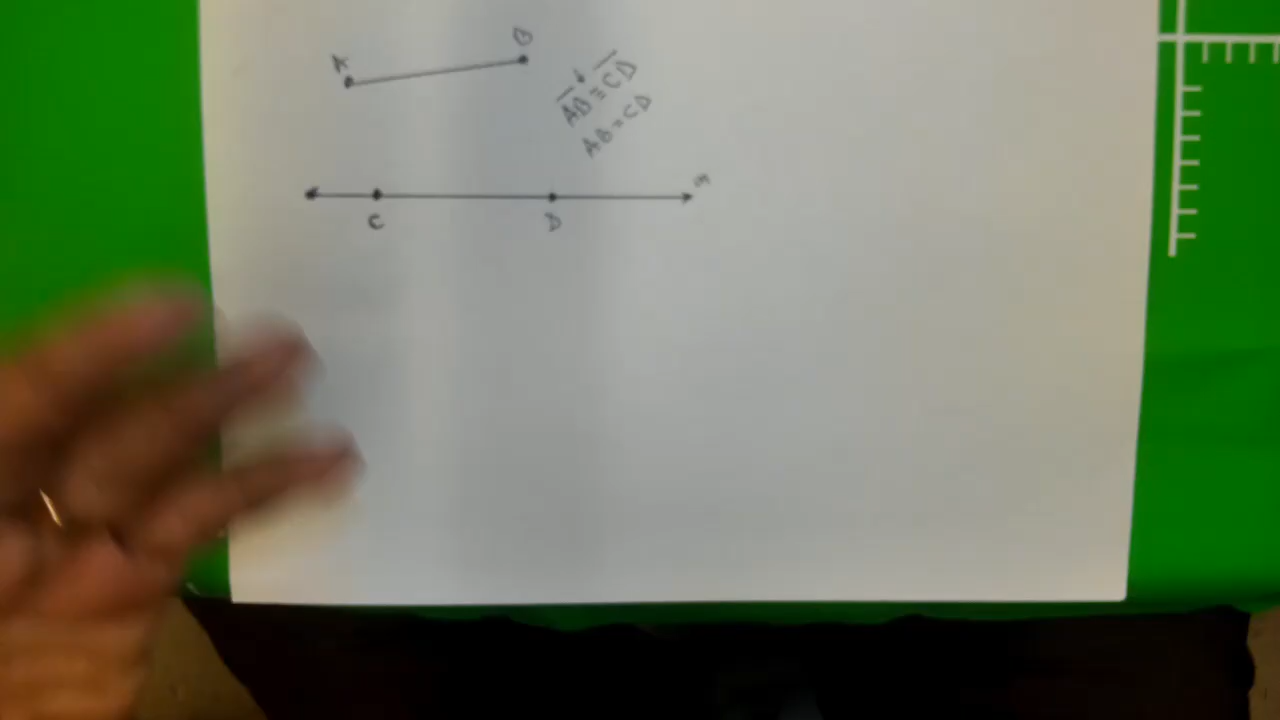 A
B
AB ≅ CD
AB = CD
C
D